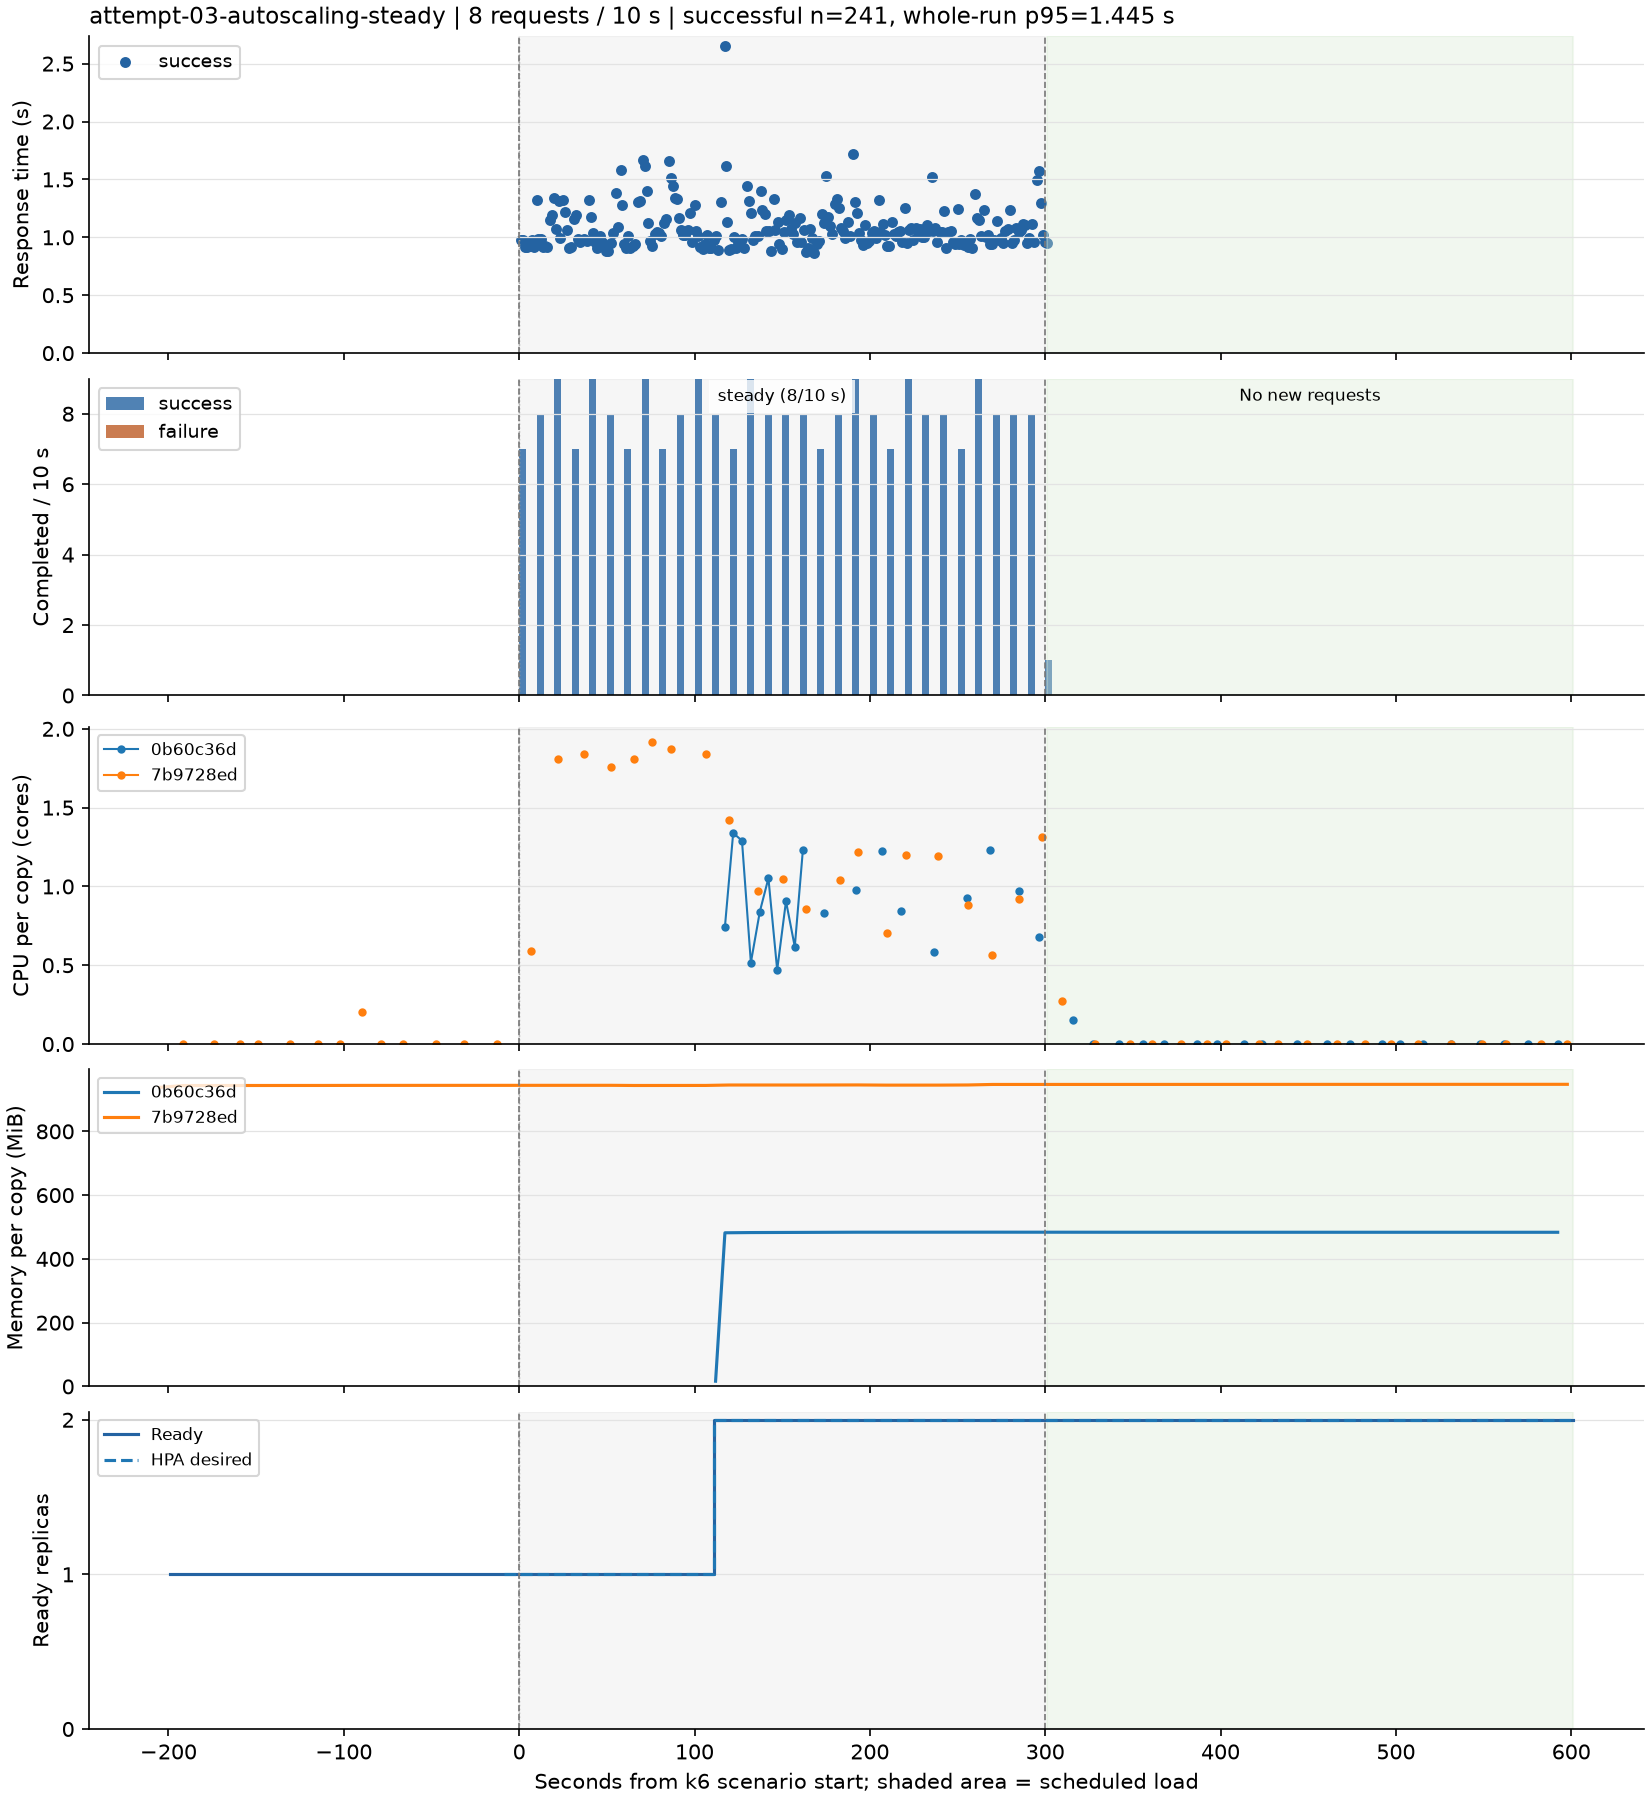 attempt-03-autoscaling-steady | 8 requests / 10 s | successful n=241, whole-run p95=1.445 s
Response time (s)
2.5
2.0
1.5
1.0
0.5
0.0
success
Completed / 10 s
8
6
4
2
0
success
failure
steady (8/10 s)
No new requests
CPU per copy (cores)
2.0
1.5
1.0
0.5
0.0
0b60c36d
7b9728ed
Memory per copy (MiB)
800
600
400
200
0
0b60c36d
7b9728ed
Ready replicas
2
1
0
Ready
HPA desired
−200
−100
0
100
200
300
400
500
600
Seconds from k6 scenario start; shaded area = scheduled load